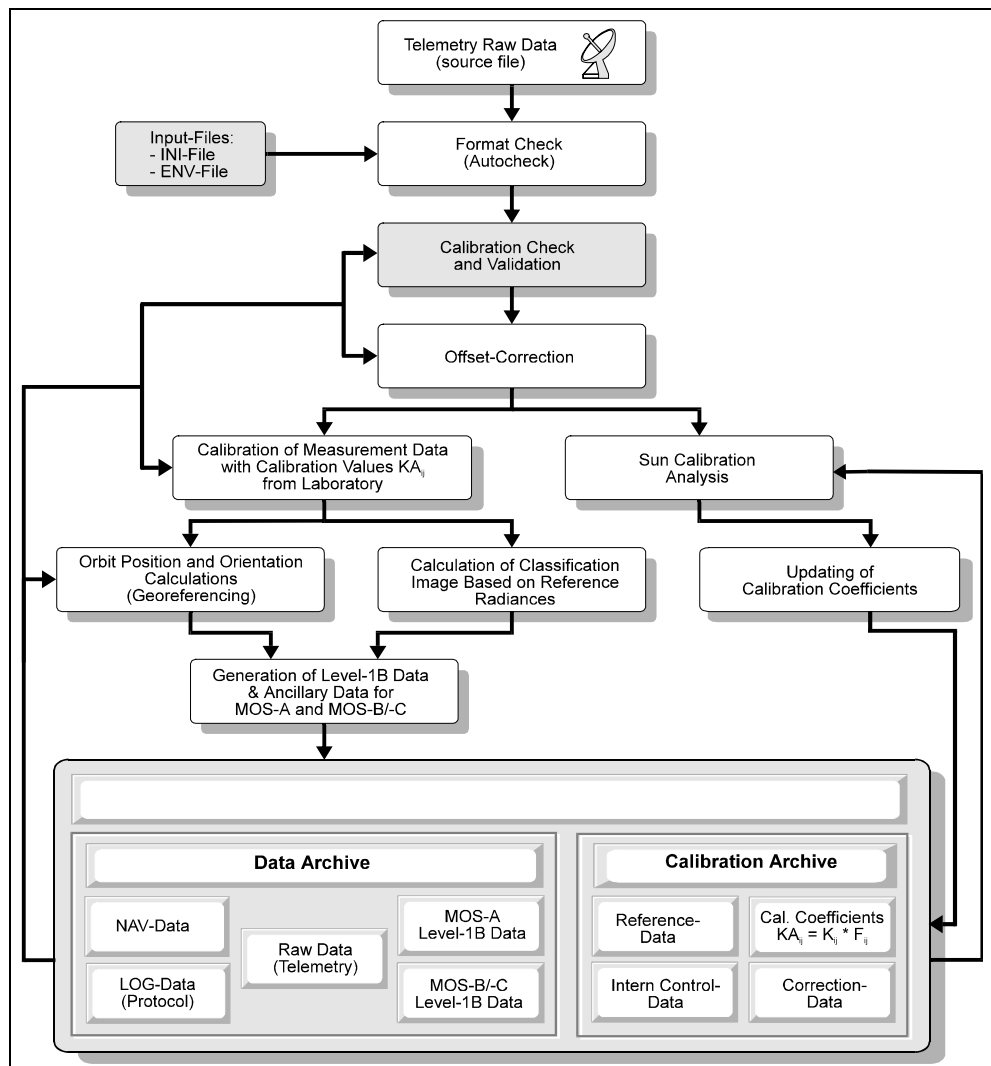 Telemetry Raw Data
(source file)
Input-Files:
- INI-File
- ENV-File
Format Check
(Autocheck)
Calibration Check
and Validation
Offset-Correction
Calibration of Measurement Data
with Calibration Values KAij
from Laboratory
Sun Calibration
Analysis
Orbit Position and Orientation
Calculations
(Georeferencing)
Calculation of Classification
Image Based on Reference
Radiances
Updating of
Calibration Coefficients
Generation of Level-1B Data
& Ancillary Data for
MOS-A and MOS-B/-C
Data Archive
NAV-Data
LOG-Data
(Protocol)
Raw Data
(Telemetry)
MOS-A
Level-1B Data
MOS-B/-C
Level-1B Data
Calibration Archive
Reference-
Data
Cal. Coefficients
KAij = Kij * Fij
Intern Control-
Data
Correction-
Data